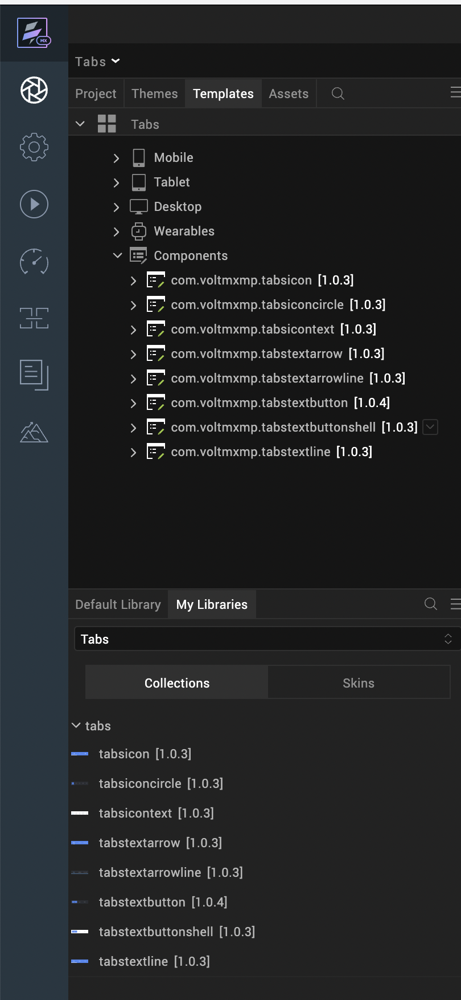 MX
Tabs
Project Themes Templates Assets
Tabs
Mobile
Tablet
Desktop
Wearables
Components
com.voltmxmp.tabsicon [1.0.3]
com.voltmxmp.tabsiconcircle [1.0.3]
com.voltmxmp.tabsicontext [1.0.3]
com.voltmxmp.tabstextarrow [1.0.3]
com.voltmxmp.tabstextarrowline [1.0.3]
com.voltmxmp.tabstextbutton [1.0.4]
com.voltmxmp.tabstextbuttonshell [1.0.3]
com.voltmxmp.tabstextline [1.0.3]
Default Library My Libraries
Tabs
Collections Skins
tabs
tabsicon [1.0.3]
tabsiconcircle [1.0.3]
tabsicontext [1.0.3]
tabstextarrow [1.0.3]
tabstextarrowline [1.0.3]
tabstextbutton [1.0.4]
tabstextbuttonshell [1.0.3]
tabstextline [1.0.3]